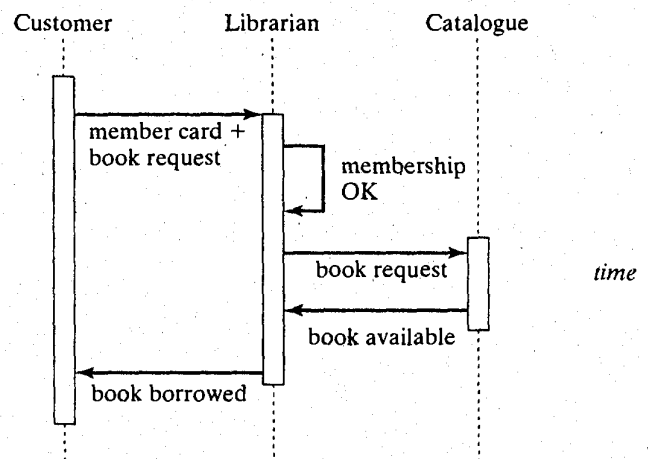 Customer Librarian Catalogue
member card +
book request
membership
OK
book request
time
book available
book borrowed